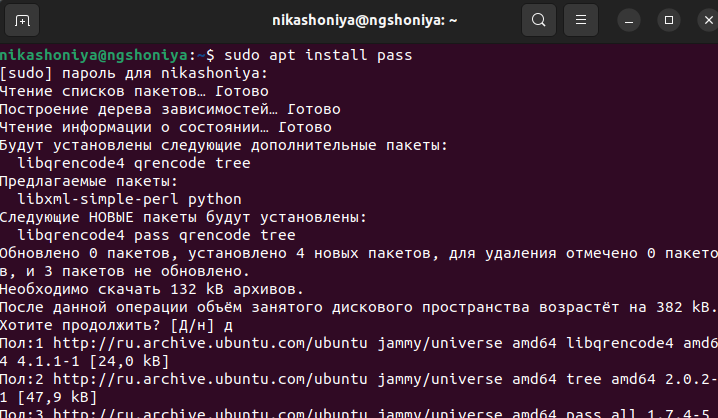 nikashoniya@ngshoniya: ~
nikashoniya@ngshoniya:~$ sudo apt install pass
[sudo] пароль для nikashoniya:
Чтение списков пакетов… Готово
Построение дерева зависимостей… Готово
Чтение информации о состоянии… Готово
Будут установлены следующие дополнительные пакеты:
  libqrencode4 qrencode tree
Предлагаемые пакеты:
  libxml-simple-perl python
Следующие НОВЫЕ пакеты будут установлены:
  libqrencode4 pass qrencode tree
Обновлено 0 пакетов, установлено 4 новых пакетов, для удаления отмечено 0 пакето
в, и 3 пакетов не обновлено.
Необходимо скачать 132 kB архивов.
После данной операции объём занятого дискового пространства возрастёт на 382 kB.
Хотите продолжить? [Д/н] д
Пол:1 http://ru.archive.ubuntu.com/ubuntu jammy/universe amd64 libqrencode4 amd6
4 4.1.1-1 [24,0 kB]
Пол:2 http://ru.archive.ubuntu.com/ubuntu jammy/universe amd64 tree amd64 2.0.2-
1 [47,9 kB]
Пол:3 http://ru.archive.ubuntu.com/ubuntu jammy/universe amd64 pass all 1.7.4-5